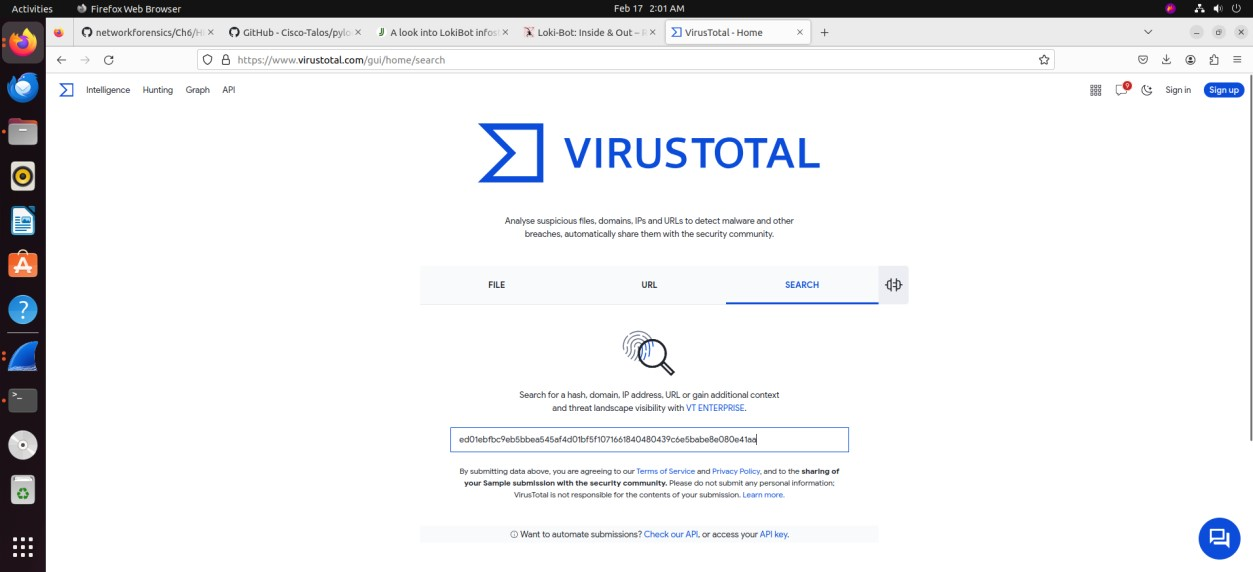 Activities
Firefox Web Browser
Feb 17 2:01 AM
networkforensics/Ch6/H
GitHub - Cisco-Talos/pylo
A look into LokiBot infos
Loki-Bot: Inside & Out –
VirusTotal - Home
https://www.virustotal.com/gui/home/search
Intelligence Hunting Graph API
9
Sign in
Sign up
VIRUSTOTAL
Analyse suspicious files, domains, IPs and URLs to detect malware and other
breaches, automatically share them with the security community.
FILE
URL
SEARCH
Search for a hash, domain, IP address, URL or gain additional context
and threat landscape visibility with VT ENTERPRISE.
ed01ebfbc9eb5bbea545af4d01bf5f1071661840480439c6e5babe8e080e41aa
By submitting data above, you are agreeing to our Terms of Service and Privacy Policy, and to the sharing of
your Sample submission with the security community. Please do not submit any personal information;
VirusTotal is not responsible for the contents of your submission. Learn more.
Want to automate submissions? Check our API, or access your API key.